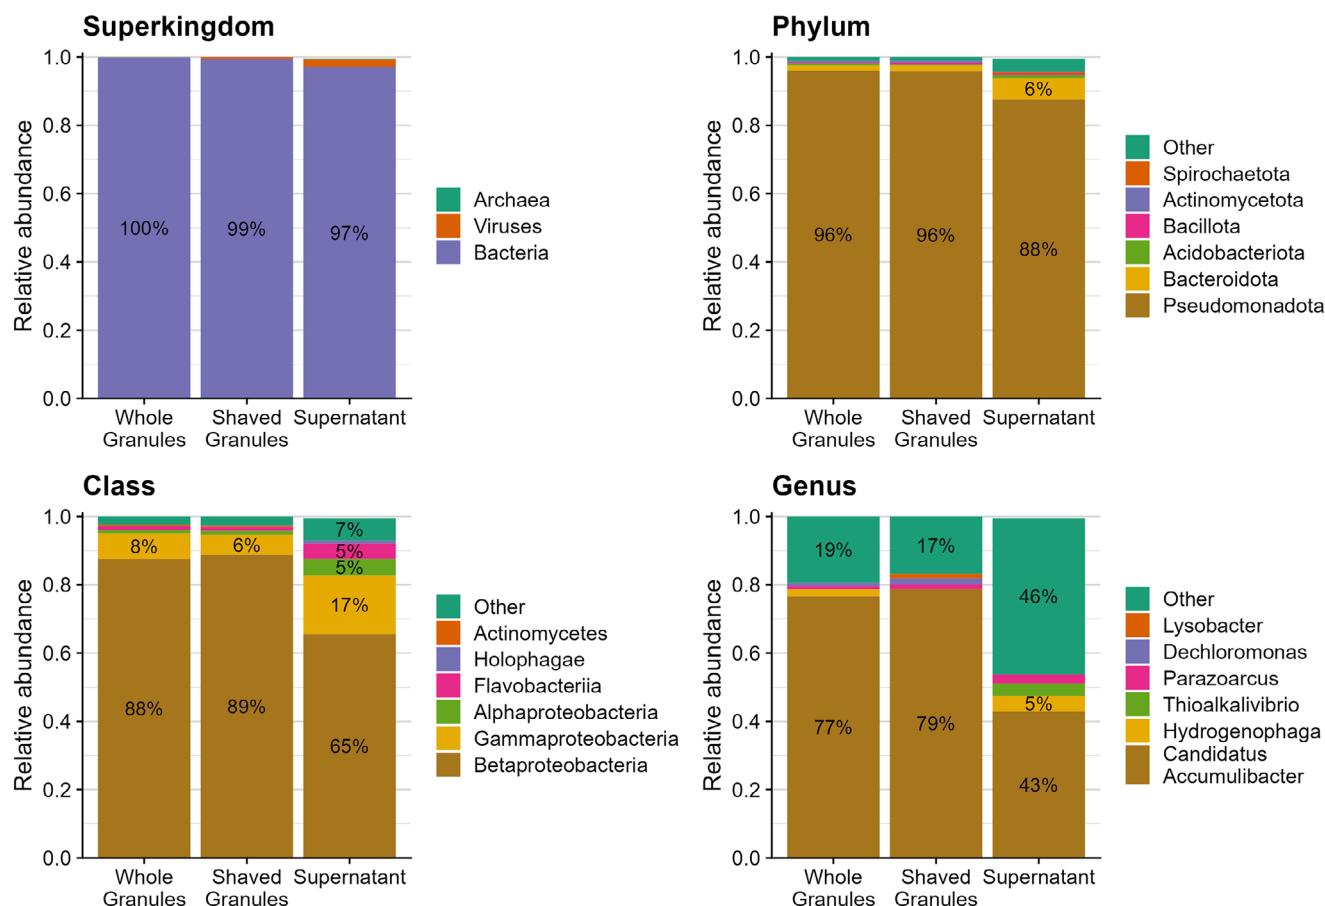 Superkingdom
Relative abundance
1.0
0.8
0.6
0.4
0.2
0.0
100%
99%
97%
Whole
Granules
Shaved
Granules
Supernatant
Archaea
Viruses
Bacteria
Phylum
Relative abundance
1.0
0.8
0.6
0.4
0.2
0.0
6%
96%
96%
88%
Whole
Granules
Shaved
Granules
Supernatant
Other
Spirochaetota
Actinomycetota
Bacillota
Acidobacteriota
Bacteroidota
Pseudomonadota
Class
Relative abundance
1.0
0.8
0.6
0.4
0.2
0.0
8%
88%
6%
89%
7%
5%
5%
17%
65%
Whole
Granules
Shaved
Granules
Supernatant
Other
Actinomycetes
Holophagae
Flavobacteriia
Alphaproteobacteria
Gammaproteobacteria
Betaproteobacteria
Genus
Relative abundance
1.0
0.8
0.6
0.4
0.2
0.0
19%
77%
17%
79%
46%
5%
43%
Whole
Granules
Shaved
Granules
Supernatant
Other
Lysobacter
Dechloromonas
Parazoarcus
Thioalkalivibrio
Hydrogenophaga
Candidatus
Accumulibacter